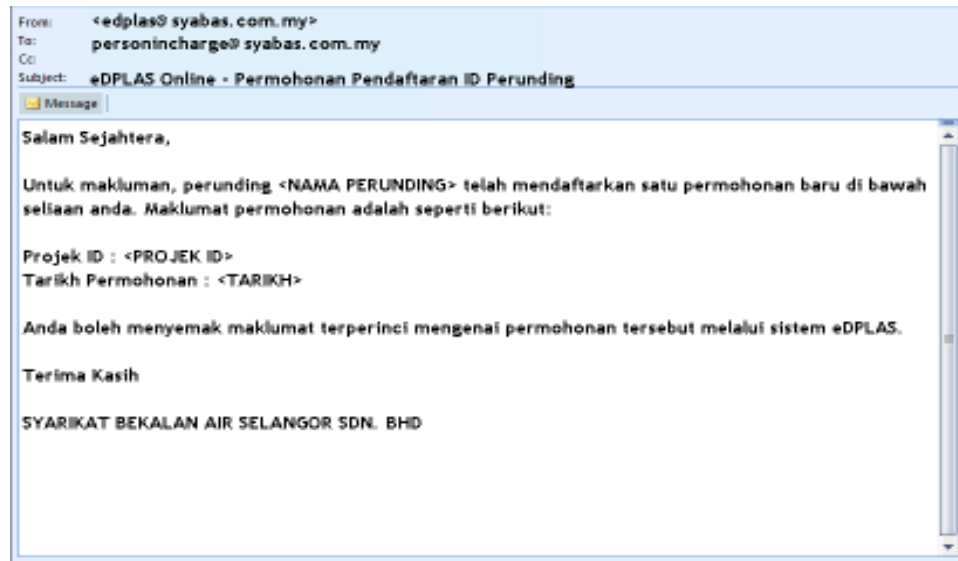 From: <edplas@syabas.com.my>
To: personincharge@syabas.com.my
Cc:
Subject: eDPLAS Online - Permohonan Pendaftaran ID Perunding
Message
Salam Sejahtera,
Untuk makluman, perunding <NAMA PERUNDING> telah mendaftarkan satu permohonan baru di bawah
seliaan anda. Maklumat permohonan adalah seperti berikut:
Projek ID : <PROJEK ID>
Tarikh Permohonan : <TARIKH>
Anda boleh menyemak maklumat terperinci mengenai permohonan tersebut melalui sistem eDPLAS.
Terima Kasih
SYARIKAT BEKALAN AIR SELANGOR SDN. BHD